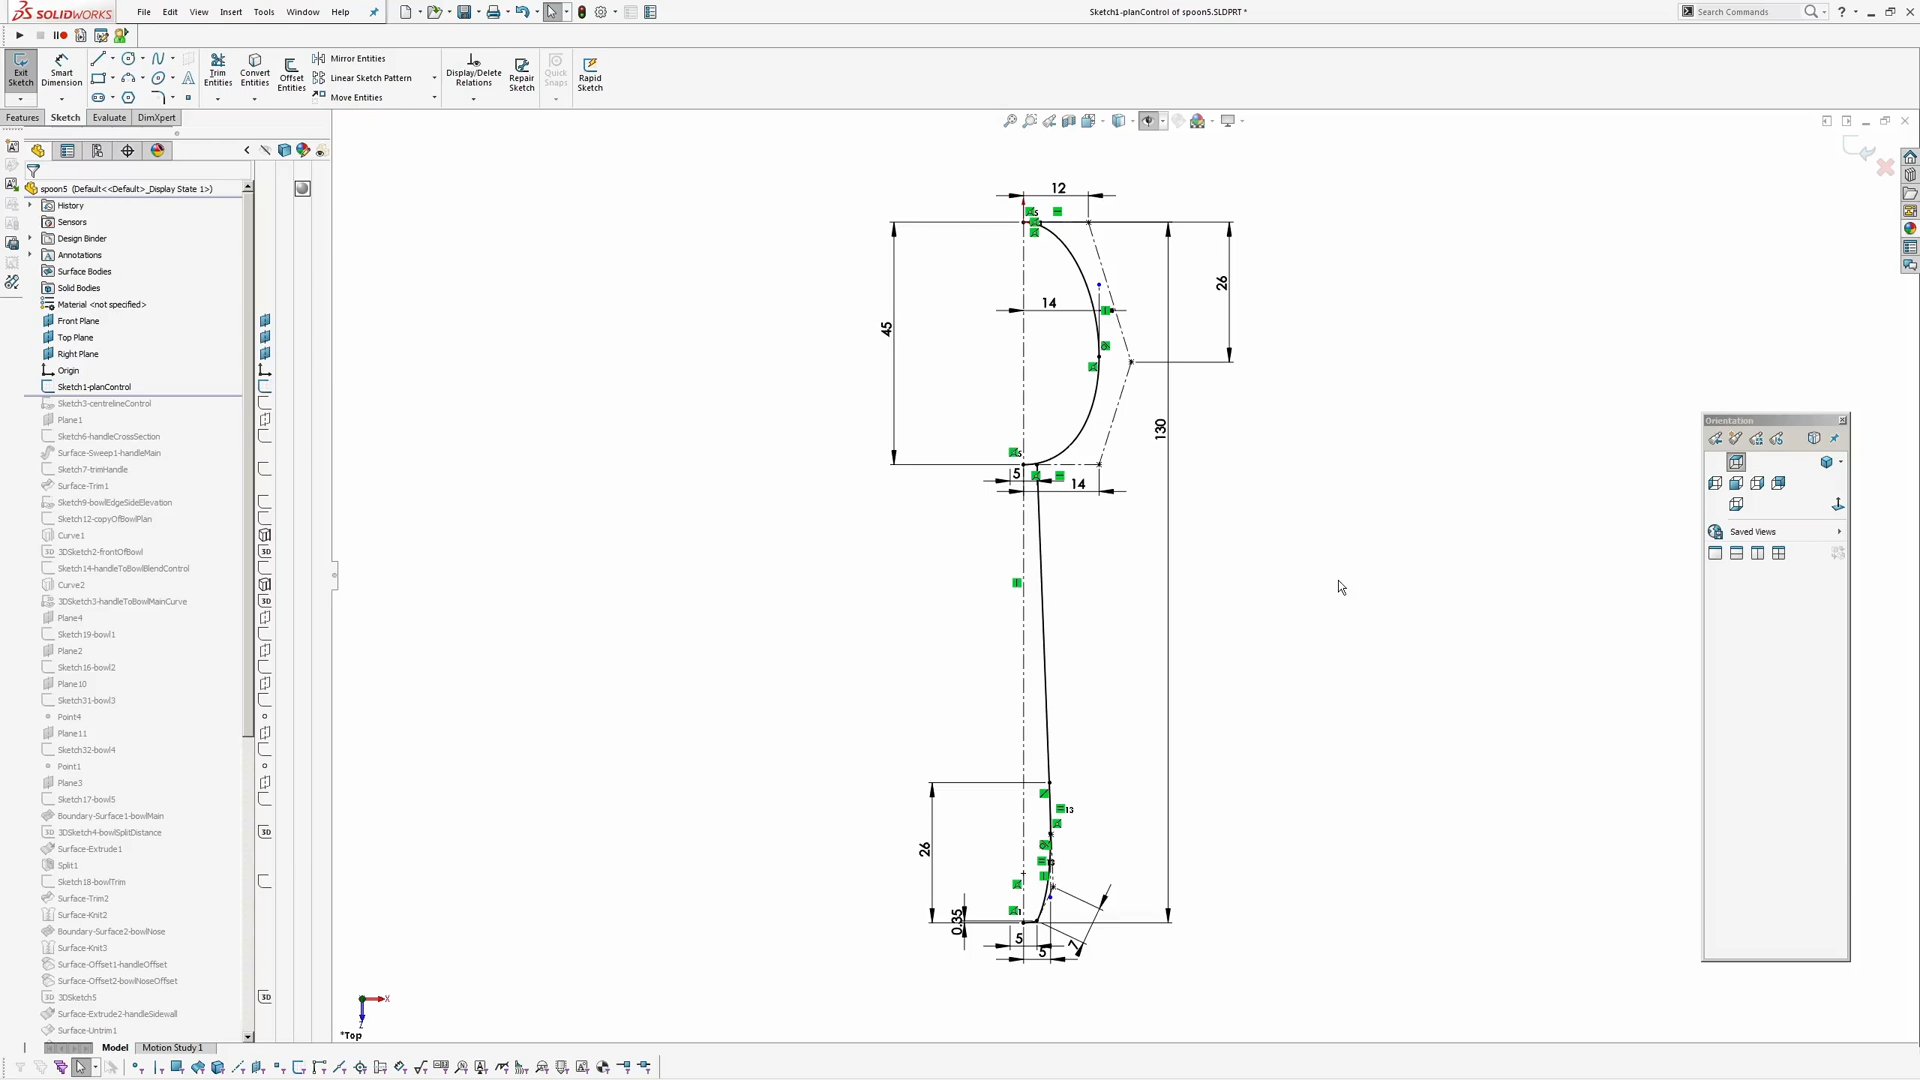 SOLIDWORKS
File
Edit
View
Insert
Tools
Window
Help
Sketch1-planControl of spoon5.SLDPRT *
Search Commands
Exit Sketch
Smart Dimension
Trim Entities
Convert Entities
Offset Entities
Mirror Entities
Linear Sketch Pattern
Move Entities
Display/Delete Relations
Repair Sketch
Quick Snaps
Rapid Sketch
Features
Sketch
Evaluate
DimXpert
spoon5 (Default<<Default>_Display State 1>)
History
Sensors
Design Binder
Annotations
Surface Bodies
Solid Bodies
Material <not specified>
Front Plane
Top Plane
Right Plane
Origin
Sketch1-planControl
Sketch3-centrelineControl
Plane1
Sketch6-handleCrossSection
Surface-Sweep1-handleMain
Sketch7-trimHandle
Surface-Trim1
Sketch9-bowlEdgeSideElevation
Sketch12-copyOfBowlPlan
Curve1
3DSketch2-frontOfBowl
Sketch14-handleToBowlBlendControl
Curve2
3DSketch3-handleToBowlMainCurve
Plane4
Sketch19-bowl1
Plane2
Sketch16-bowl2
Plane10
Sketch31-bowl3
Point4
Plane11
Sketch32-bowl4
Point1
Plane3
Sketch17-bowl5
Boundary-Surface1-bowlMain
3DSketch4-bowlSplitDistance
Surface-Extrude1
Split1
Sketch18-bowlTrim
Surface-Trim2
Surface-Knit2
Boundary-Surface2-bowlNose
Surface-Knit3
Surface-Offset1-handleOffset
Surface-Offset2-bowlNoseOffset
3DSketch5
Surface-Extrude2-handleSidewall
Surface-Untrim1
12
26
14
45
130
5
14
13
26
0.35
5
5
7
X
Z
*Top
Orientation
Saved Views
Model
Motion Study 1